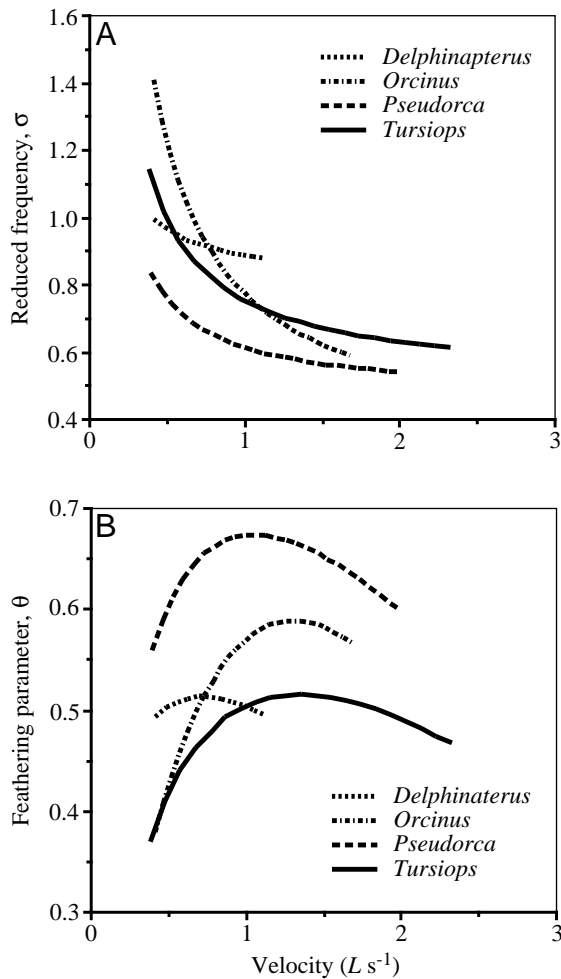 A
1.6
1.4
1.2
1.0
0.8
0.6
0.4
Reduced frequency, σ
Delphinapterus
Orcinus
Pseudorca
Tursiops
0
1
2
3
B
0.7
0.6
0.5
0.4
0.3
Feathering parameter, θ
Delphinaterus
Orcinus
Pseudorca
Tursiops
0
1
2
3
Velocity (L s-1)